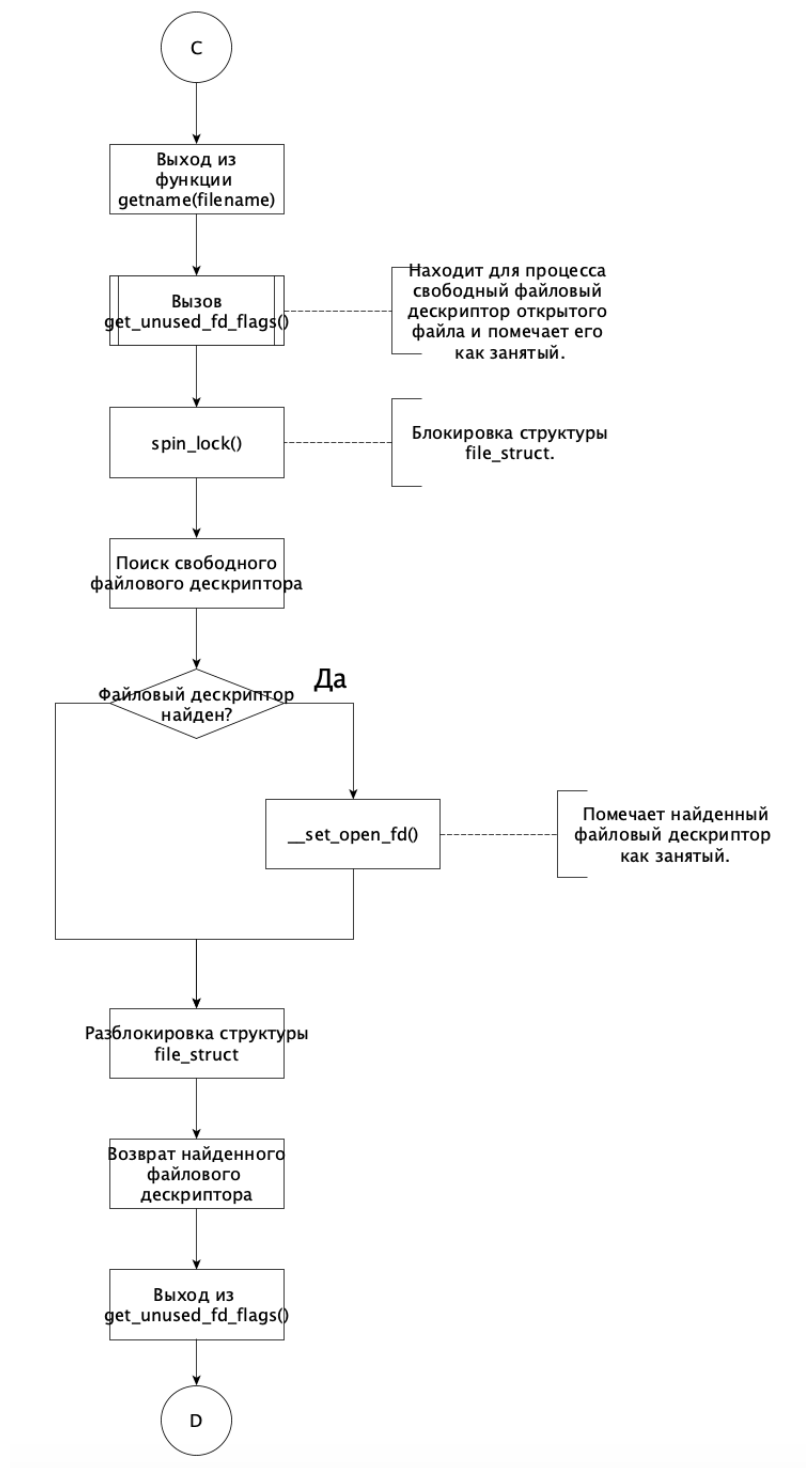 C
Выход из
функции
getname(filename)
Вызов
get_unused_fd_flags()
Находит для процесса
свободный файловый
дескриптор открытого
файла и помечает его
как занятый.
spin_lock()
Блокировка структуры
file_struct.
Поиск свободного
файлового дескриптора
Файловый дескриптор
найден?
Да
__set_open_fd()
Помечает найденный
файловый дескриптор
как занятый.
Разблокировка структуры
file_struct
Возврат найденного
файлового
дескриптора
Выход из
get_unused_fd_flags()
D